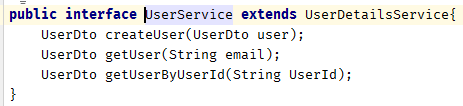 public interface UserService extends UserDetailsService{
    UserDto createUser(UserDto user);
    UserDto getUser(String email);
    UserDto getUserByUserId(String UserId);
}